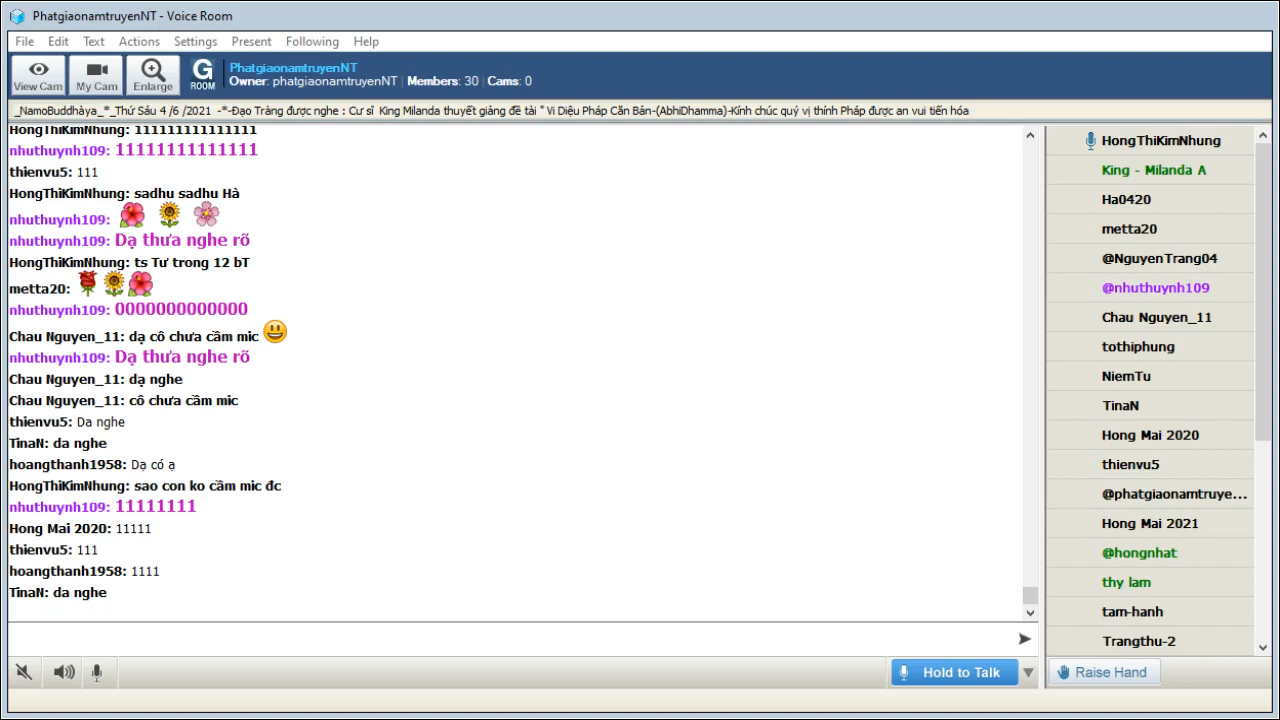 PhatgiaonamtruyenNT - Voice Room
File Edit Text Actions Settings Present Following Help
View Cam My Cam Enlarge G ROOM
PhatgiaonamtruyenNT
Owner: phatgiaonamtruyenNT | Members: 30 | Cams: 0
_NamoBuddhàya_*_Thứ Sáu 4 /6 /2021 -*-Đạo Tràng được nghe : Cư sĩ King Milanda thuyết giảng đề tài " Vi Diệu Pháp Căn Bản-(AbhiDhamma)-Kính chúc quý vị thính Pháp được an vui tiến hóa
HongThiKimNhung: 1111111111111111
nhuthuynh109: 11111111111111
thienvu5: 111
HongThiKimNhung: sadhu sadhu Hà
nhuthuynh109:
nhuthuynh109: Dạ thưa nghe rõ
HongThiKimNhung: ts Tư trong 12 bT
metta20:
nhuthuynh109: 0000000000000
Chau Nguyen_11: dạ cô chưa cầm mic
nhuthuynh109: Dạ thưa nghe rõ
Chau Nguyen_11: dạ nghe
Chau Nguyen_11: cô chưa cầm mic
thienvu5: Da nghe
TinaN: da nghe
hoangthanh1958: Dạ có ạ
HongThiKimNhung: sao con ko cầm mic đc
nhuthuynh109: 11111111
Hong Mai 2020: 11111
thienvu5: 111
hoangthanh1958: 1111
TinaN: da nghe
HongThiKimNhung
King - Milanda A
Ha0420
metta20
@NguyenTrang04
@nhuthuynh109
Chau Nguyen_11
tothiphung
NiemTu
TinaN
Hong Mai 2020
thienvu5
@phatgiaonamtruye...
Hong Mai 2021
@hongnhat
thy lam
tam-hanh
Trangthu-2
Hold to Talk
Raise Hand